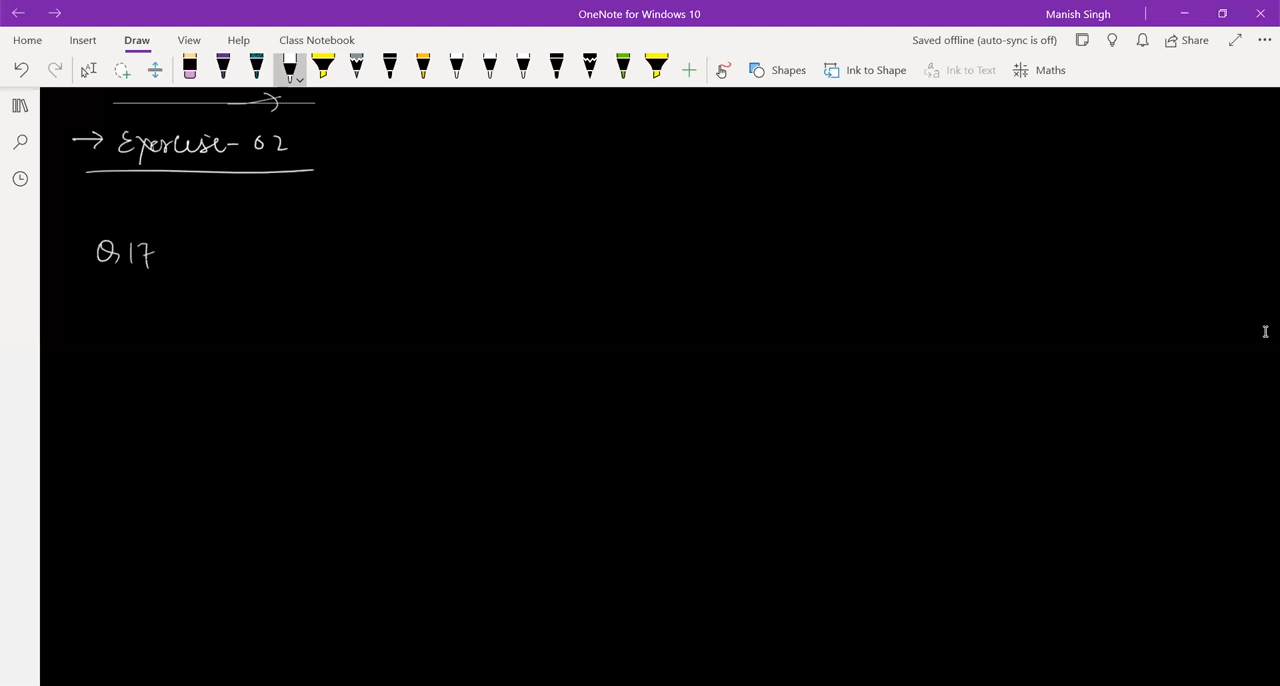 OneNote for Windows 10
Manish Singh
Home Insert Draw View Help Class Notebook
Saved offline (auto-sync is off) Share
Shapes Ink to Shape Ink to Text Maths
→ Exercise - 02
Q17